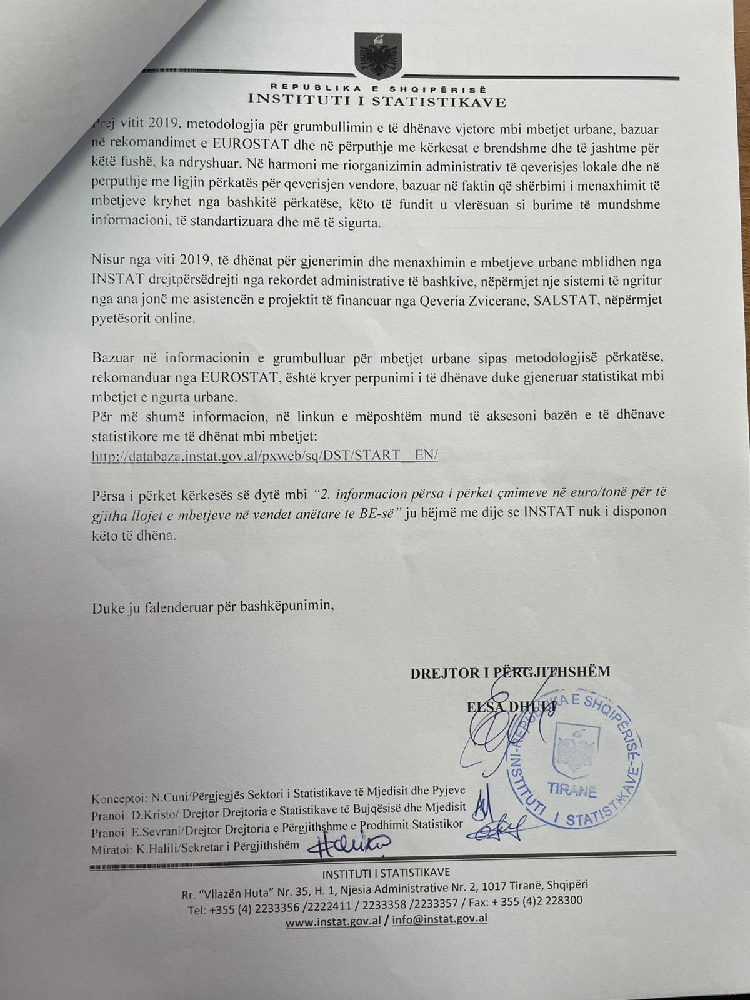 REPUBLIKA E SHQIPËRISË
INSTITUTI I STATISTIKAVE
Prej vitit 2019, metodologjia për grumbullimin e të dhënave vjetore mbi mbetjet urbane, bazuar
në rekomandimet e EUROSTAT dhe në përputhje me kërkesat e brendshme dhe të jashtme për
këtë fushë, ka ndryshuar. Në harmoni me riorganizimin administrativ të qeverisjes lokale dhe në
perputhje me ligjin përkatës për qeverisjen vendore, bazuar në faktin që shërbimi i menaxhimit të
mbetjeve kryhet nga bashkitë përkatëse, këto të fundit u vlerësuan si burime të mundshme
informacioni, të standartizuara dhe më të sigurta.
Nisur nga viti 2019, të dhënat për gjenerimin dhe menaxhimin e mbetjeve urbane mblidhen nga
INSTAT drejtpërsëdrejti nga rekordet administrative të bashkive, nëpërmjet nje sistemi të ngritur
nga ana jonë me asistencën e projektit të financuar nga Qeveria Zvicerane, SALSTAT, nëpërmjet
pyetësorit online.
Bazuar në informacionin e grumbulluar për mbetjet urbane sipas metodologjisë përkatëse,
rekomanduar nga EUROSTAT, është kryer perpunimi i të dhënave duke gjeneruar statistikat mbi
mbetjet e ngurta urbane.
Për më shumë informacion, në linkun e mëposhtëm mund të aksesoni bazën e të dhënave
statistikore me të dhënat mbi mbetjet:
http://databaza.instat.gov.al/pxweb/sq/DST/START__EN/
Përsa i përket kërkesës së dytë mbi “2. informacion përsa i përket çmimeve në euro/tonë për të
gjitha llojet e mbetjeve në vendet anëtare te BE-së” ju bëjmë me dije se INSTAT nuk i disponon
këto të dhëna.
Duke ju falenderuar për bashkëpunimin,
DREJTOR I PËRGJITHSHËM
ELSA DHULI
REPUBLIKA E SHQIPËRISË-
INSTITUTI I STATISTIKAVE-
TIRANË
Konceptoi: N.Cuni/Përgjegjës Sektori i Statistikave të Mjedisit dhe Pyjeve
Pranoi: D.Kristo/ Drejtor Drejtoria e Statistikave të Bujqësisë dhe Mjedisit
Pranoi: E.Sevrani/Drejtor Drejtoria e Përgjithshme e Prodhimit Statistikor
Miratoi: K.Halili/Sekretar i Përgjithshëm
INSTITUTI I STATISTIKAVE
Rr. “Vllazën Huta” Nr. 35, H. 1, Njësia Administrative Nr. 2, 1017 Tiranë, Shqipëri
Tel: +355 (4) 2233356 /2222411 / 2233358 /2233357 / Fax: + 355 (4)2 228300
www.instat.gov.al / info@instat.gov.al